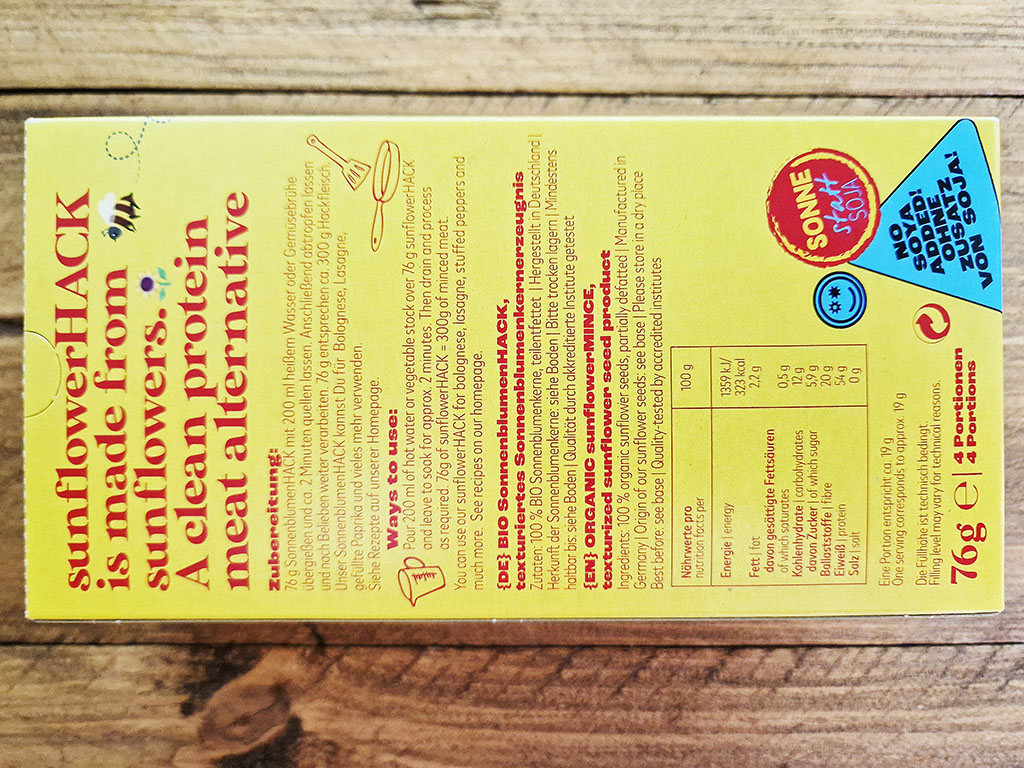 sunflowerHACK
is made from
sunflowers.
A clean protein
meat alternative
Zubereitung:
76 g SonnenblumenHACK mit 200 ml heißem Wasser oder Gemüsebrühe
übergießen und ca. 2 Minuten quellen lassen. Anschließend abtropfen lassen
und nach Belieben weiter verarbeiten. 76 g entsprechen ca. 300 g Hackfleisch.
Unser SonnenblumenHACK kannst Du für Bolognese, Lasagne,
gefüllte Paprika und vieles mehr verwenden.
Siehe Rezepte auf unserer Homepage.
Ways to use:
Pour 200 ml of hot water or vegetable stock over 76 g sunflowerHACK
and leave to soak for approx. 2 minutes. Then drain and process
as required. 76g of sunflowerHACK = 300g of minced meat.
You can use our sunflowerHACK for bolognese, lasagne, stuffed peppers and
much more. See recipes on our homepage.
{DE} BIO SonnenblumenHACK,
texturiertes Sonnenblumenkernerzeugnis
Zutaten: 100 % BIO Sonnenblumenkerne, teilentfettet | Hergestellt in Deutschland |
Herkunft der Sonnenblumenkerne: siehe Boden | Bitte trocken lagern | Mindestens
haltbar bis: siehe Boden | Qualität durch akkreditierte Institute getestet
{EN} ORGANIC sunflowerMINCE,
texturized sunflower seed product
Ingredients: 100 % organic sunflower seeds, partially defatted | Manufactured in
Germany | Origin of our sunflower seeds: see base | Please store in a dry place
Best before: see base | Quality-tested by accredited institutes
Nährwerte pro 100 g
nutrition facts per
Energie | energy 1359 kJ/
323 kcal
Fett | fat 2,2 g
davon gesättigte Fettsäuren
of which saturates 0,5 g
Kohlenhydrate | carbohydrates 12 g
davon Zucker | of which sugar 5,9 g
Ballaststoffe | fibre 20 g
Eiweiß | protein 54 g
Salz | salt 0 g
SONNE
statt
SOJA
NO
SOYA
ADDED!
OHNE
ZUSATZ
VON SOJA!
Eine Portion entspricht ca. 19 g
One serving corresponds to approx. 19 g
Die Füllhöhe ist technisch bedingt.
Filling level may vary for technical reasons.
76g ℮ | 4 Portionen
4 Portions